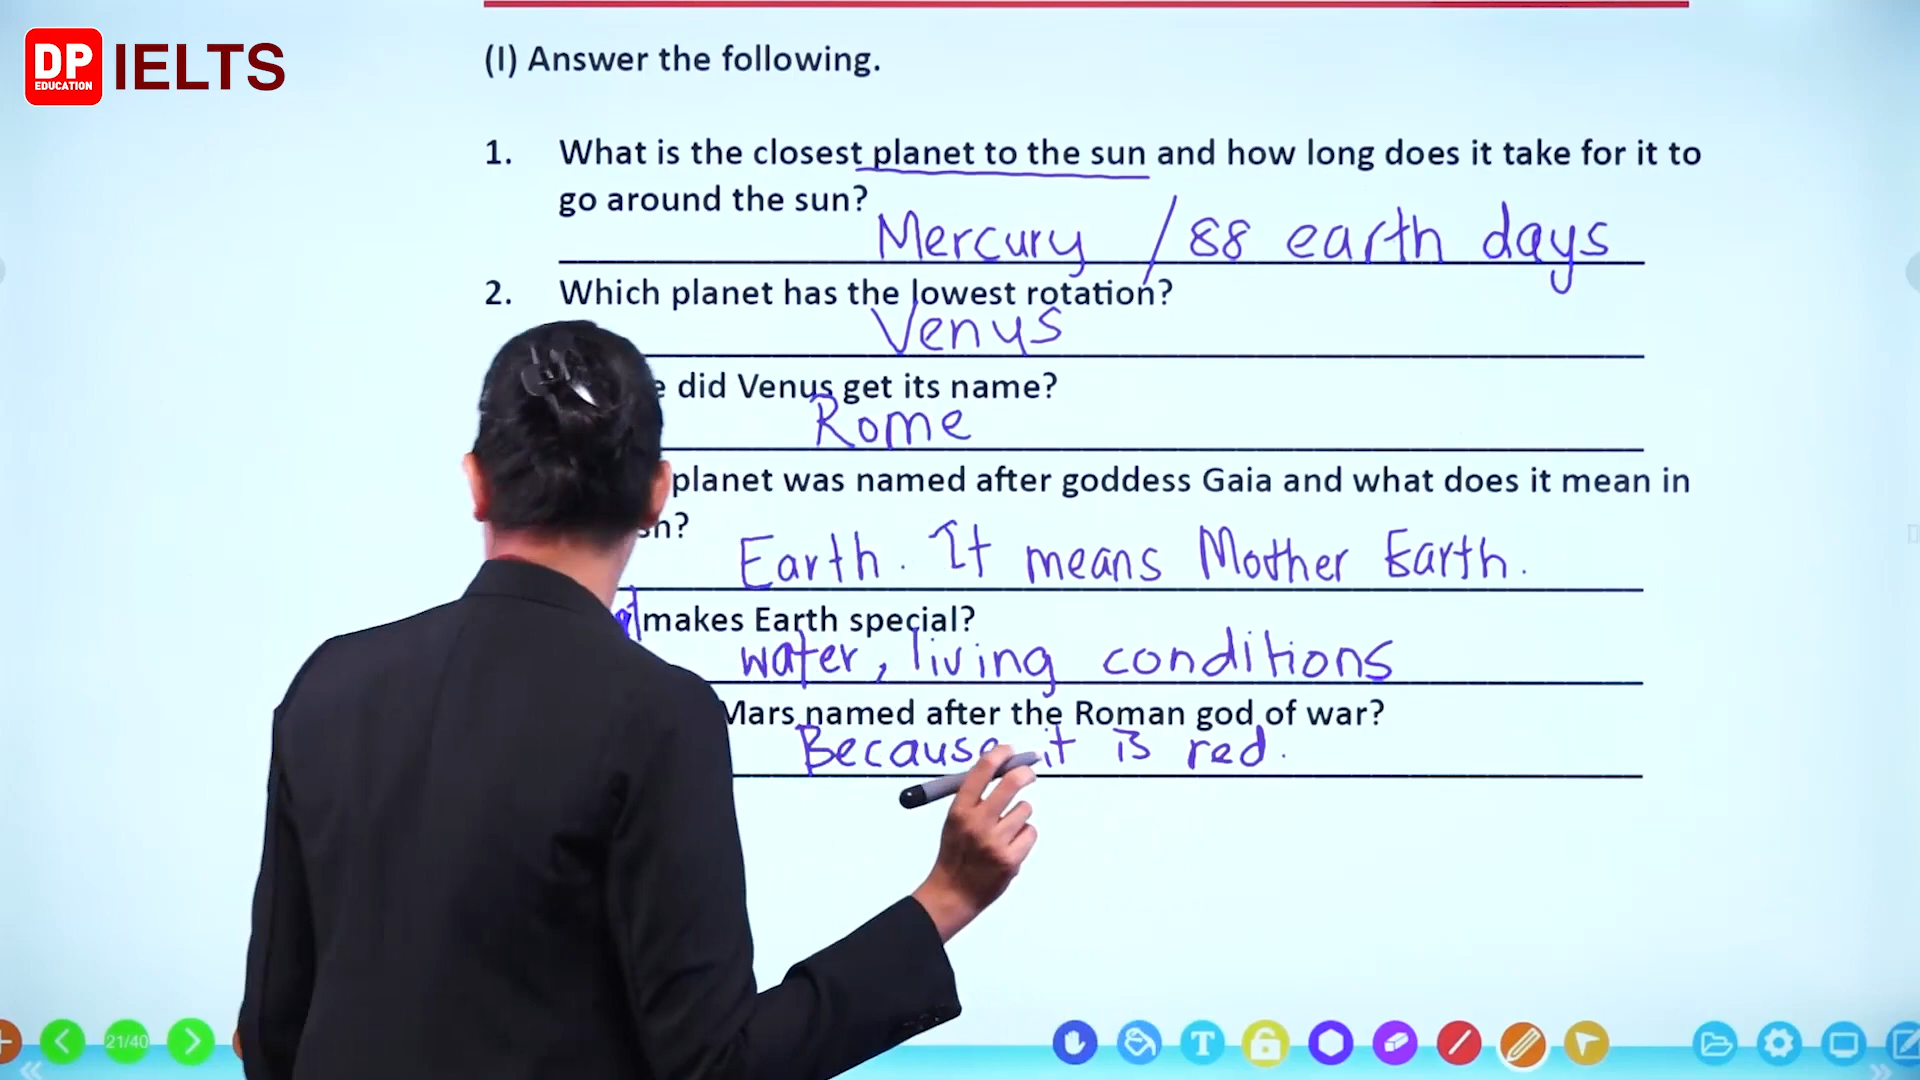 DP
EDUCATION
IELTS
(I) Answer the following.
1. What is the closest planet to the sun and how long does it take for it to
go around the sun?
Mercury / 88 earth days
2. Which planet has the lowest rotation?
Venus
did Venus get its name?
Rome
planet was named after goddess Gaia and what does it mean in
Earth. It means Mother Earth.
makes Earth special?
water, living conditions
Mars named after the Roman god of war?
Because it is red.
21/40